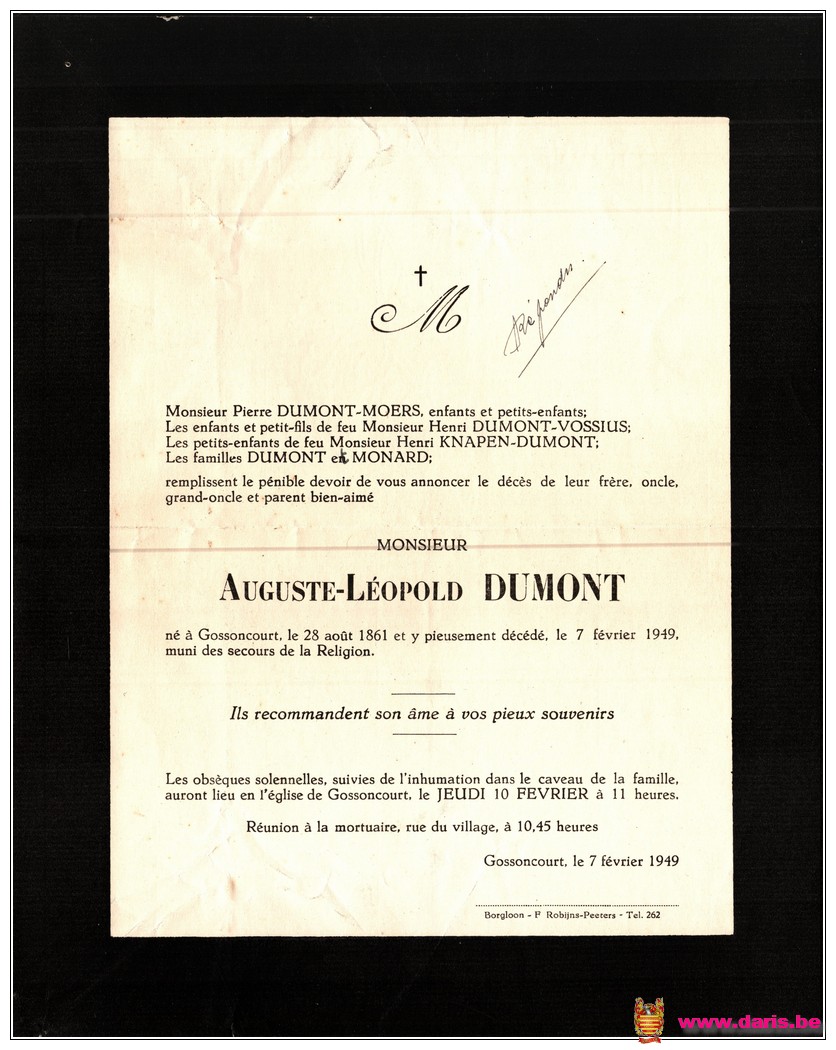 †
M
Répondu.
Monsieur Pierre DUMONT-MOERS, enfants et petits-enfants;
Les enfants et petit-fils de feu Monsieur Henri DUMONT-VOSSIUS;
Les petits-enfants de feu Monsieur Henri KNAPEN-DUMONT;
Les familles DUMONT et MONARD;
remplissent le pénible devoir de vous annoncer le décès de leur frère, oncle,
grand-oncle et parent bien-aimé
MONSIEUR
AUGUSTE-LÉOPOLD DUMONT
né à Gossoncourt, le 28 août 1861 et y pieusement décédé, le 7 février 1949,
muni des secours de la Religion.
Ils recommandent son âme à vos pieux souvenirs
Les obsèques solennelles, suivies de l'inhumation dans le caveau de la famille,
auront lieu en l'église de Gossoncourt, le JEUDI 10 FEVRIER à 11 heures.
Réunion à la mortuaire, rue du village, à 10,45 heures
Gossoncourt, le 7 février 1949
Borgloon - F Robijns-Peeters - Tel. 262
www.daris.be